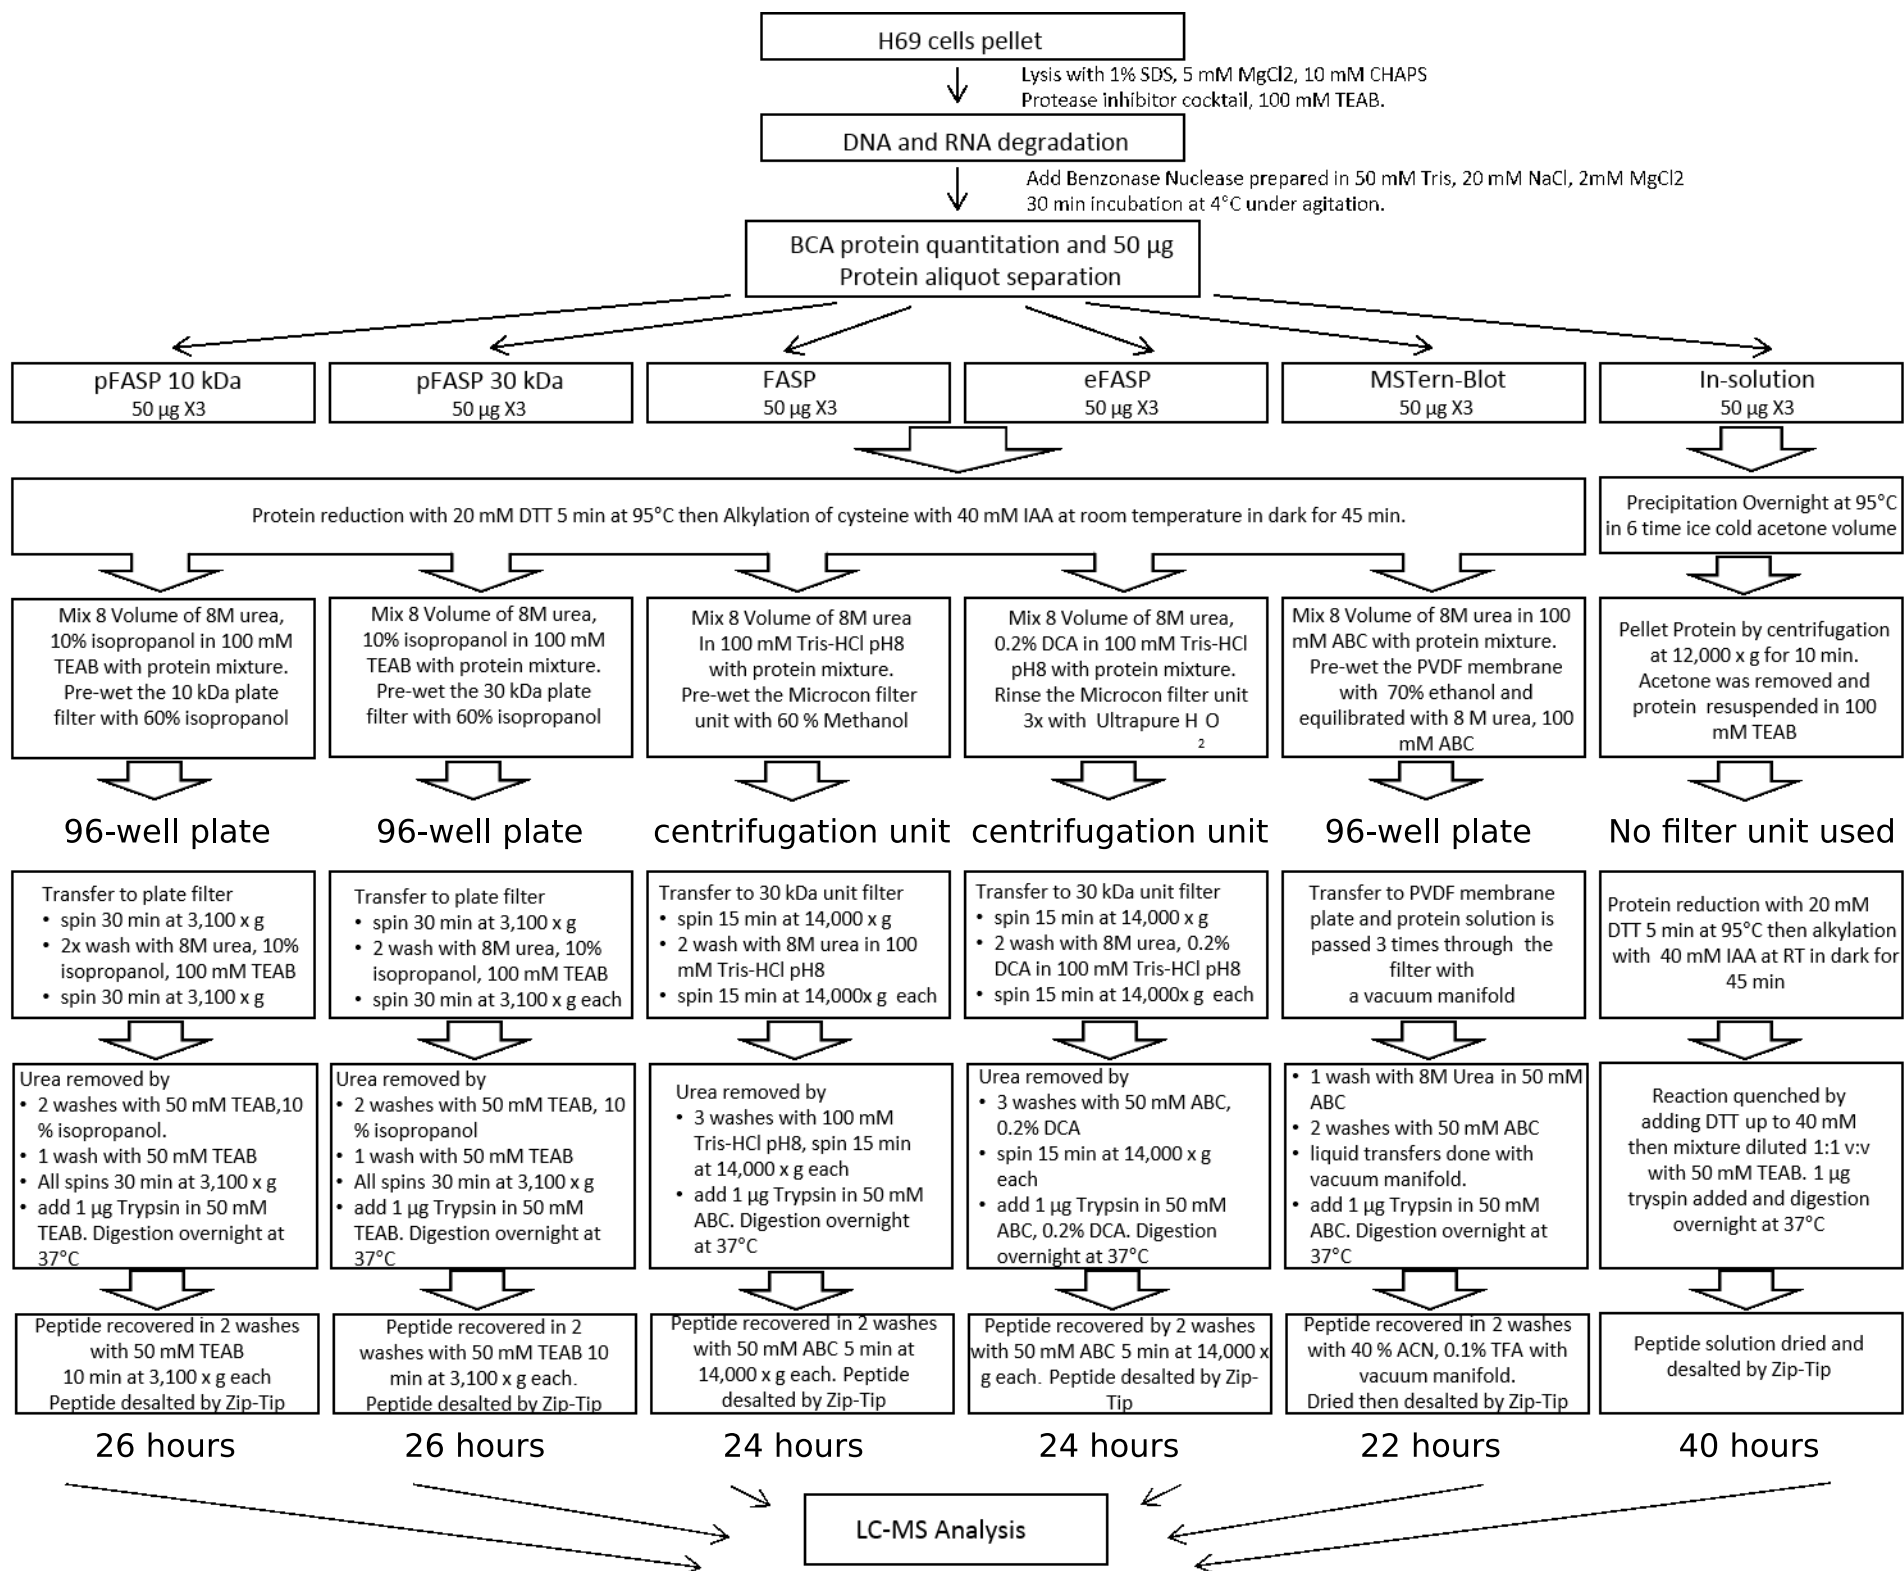 H69 cells pellet
Lysis with 1% SDS, 5 mM MgCl2, 10 mM CHAPS
Protease inhibitor cocktail, 100 mM TEAB.
DNA and RNA degradation
Add Benzonase Nuclease prepared in 50 mM Tris, 20 mM NaCl, 2mM MgCl2
30 min incubation at 4°C under agitation.
BCA protein quantitation and 50 µg
Protein aliquot separation
pFASP 10 kDa
50 µg X3
pFASP 30 kDa
50 µg X3
FASP
50 µg X3
eFASP
50 µg X3
MSTern-Blot
50 µg X3
In-solution
50 µg X3
Protein reduction with 20 mM DTT 5 min at 95°C then Alkylation of cysteine with 40 mM IAA at room temperature in dark for 45 min.
Precipitation Overnight at 95°C
in 6 time ice cold acetone volume
Mix 8 Volume of 8M urea,
10% isopropanol in 100 mM
TEAB with protein mixture.
Pre-wet the 10 kDa plate
filter with 60% isopropanol
Mix 8 Volume of 8M urea,
10% isopropanol in 100 mM
TEAB with protein mixture.
Pre-wet the 30 kDa plate
filter with 60% isopropanol
Mix 8 Volume of 8M urea
In 100 mM Tris-HCl pH8
with protein mixture.
Pre-wet the Microcon filter
unit with 60 % Methanol
Mix 8 Volume of 8M urea,
0.2% DCA in 100 mM Tris-HCl
pH8 with protein mixture.
Rinse the Microcon filter unit
3x with Ultrapure H O
2
Mix 8 Volume of 8M urea in 100
mM ABC with protein mixture.
Pre-wet the PVDF membrane
with 70% ethanol and
equilibrated with 8 M urea, 100
mM ABC
Pellet Protein by centrifugation
at 12,000 x g for 10 min.
Acetone was removed and
protein resuspended in 100
mM TEAB
96-well plate
96-well plate
centrifugation unit
centrifugation unit
96-well plate
No filter unit used
Transfer to plate filter
• spin 30 min at 3,100 x g
• 2x wash with 8M urea, 10%
isopropanol, 100 mM TEAB
• spin 30 min at 3,100 x g
Transfer to plate filter
• spin 30 min at 3,100 x g
• 2 wash with 8M urea, 10%
isopropanol, 100 mM TEAB
• spin 30 min at 3,100 x g each
Transfer to 30 kDa unit filter
• spin 15 min at 14,000 x g
• 2 wash with 8M urea in 100
mM Tris-HCl pH8
• spin 15 min at 14,000x g each
Transfer to 30 kDa unit filter
• spin 15 min at 14,000 x g
• 2 wash with 8M urea, 0.2%
DCA in 100 mM Tris-HCl pH8
• spin 15 min at 14,000x g each
Transfer to PVDF membrane
plate and protein solution is
passed 3 times through the
filter with
a vacuum manifold
Protein reduction with 20 mM
DTT 5 min at 95°C then alkylation
with 40 mM IAA at RT in dark for
45 min
Urea removed by
• 2 washes with 50 mM TEAB,10
% isopropanol.
• 1 wash with 50 mM TEAB
• All spins 30 min at 3,100 x g
• add 1 µg Trypsin in 50 mM
TEAB. Digestion overnight at
37°C
Urea removed by
• 2 washes with 50 mM TEAB, 10
% isopropanol
• 1 wash with 50 mM TEAB
• All spins 30 min at 3,100 x g
• add 1 µg Trypsin in 50 mM
TEAB. Digestion overnight at
37°C
Urea removed by
• 3 washes with 100 mM
Tris-HCl pH8, spin 15 min
at 14,000 x g each
• add 1 µg Trypsin in 50 mM
ABC. Digestion overnight
at 37°C
Urea removed by
• 3 washes with 50 mM ABC,
0.2% DCA
• spin 15 min at 14,000 x g
each
• add 1 µg Trypsin in 50 mM
ABC, 0.2% DCA. Digestion
overnight at 37°C
• 1 wash with 8M Urea in 50 mM
ABC
• 2 washes with 50 mM ABC
• liquid transfers done with
vacuum manifold.
• add 1 µg Trypsin in 50 mM
ABC. Digestion overnight at
37°C
Reaction quenched by
adding DTT up to 40 mM
then mixture diluted 1:1 v:v
with 50 mM TEAB. 1 µg
tryspin added and digestion
overnight at 37°C
Peptide recovered in 2 washes
with 50 mM TEAB
10 min at 3,100 x g each
Peptide desalted by Zip-Tip
Peptide recovered in 2
washes with 50 mM TEAB 10
min at 3,100 x g each.
Peptide desalted by Zip-Tip
Peptide recovered in 2 washes
with 50 mM ABC 5 min at
14,000 x g each. Peptide
desalted by Zip-Tip
Peptide recovered by 2 washes
with 50 mM ABC 5 min at 14,000 x
g each. Peptide desalted by Zip-
Tip
Peptide recovered in 2 washes
with 40 % ACN, 0.1% TFA with
vacuum manifold.
Dried then desalted by Zip-Tip
Peptide solution dried and
desalted by Zip-Tip
26 hours
26 hours
24 hours
24 hours
22 hours
40 hours
LC-MS Analysis